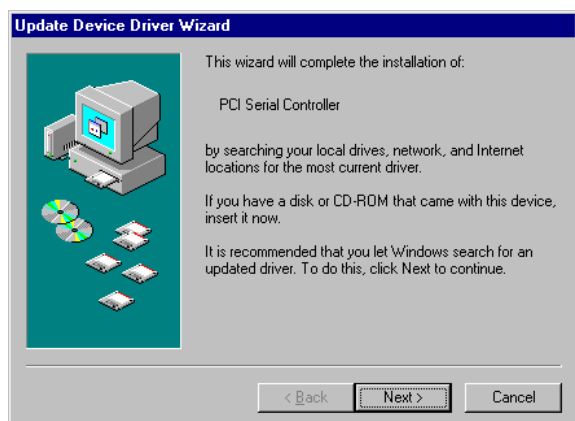 Update Device Driver Wizard
This wizard will complete the installation of:
PCI Serial Controller
by searching your local drives, network, and Internet
locations for the most current driver.
If you have a disk or CD-ROM that came with this device,
insert it now.
It is recommended that you let Windows search for an
updated driver. To do this, click Next to continue.
< Back Next > Cancel